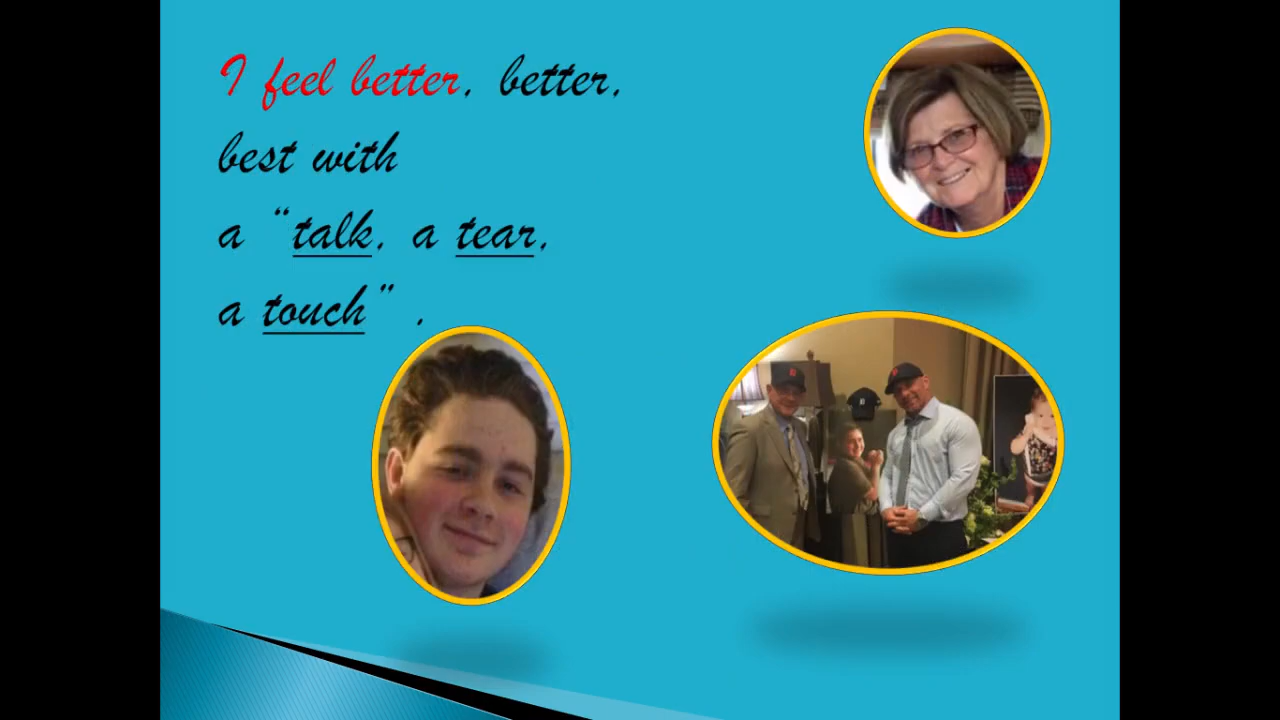 I feel better, better,
best with
a “talk, a tear,
a touch” .